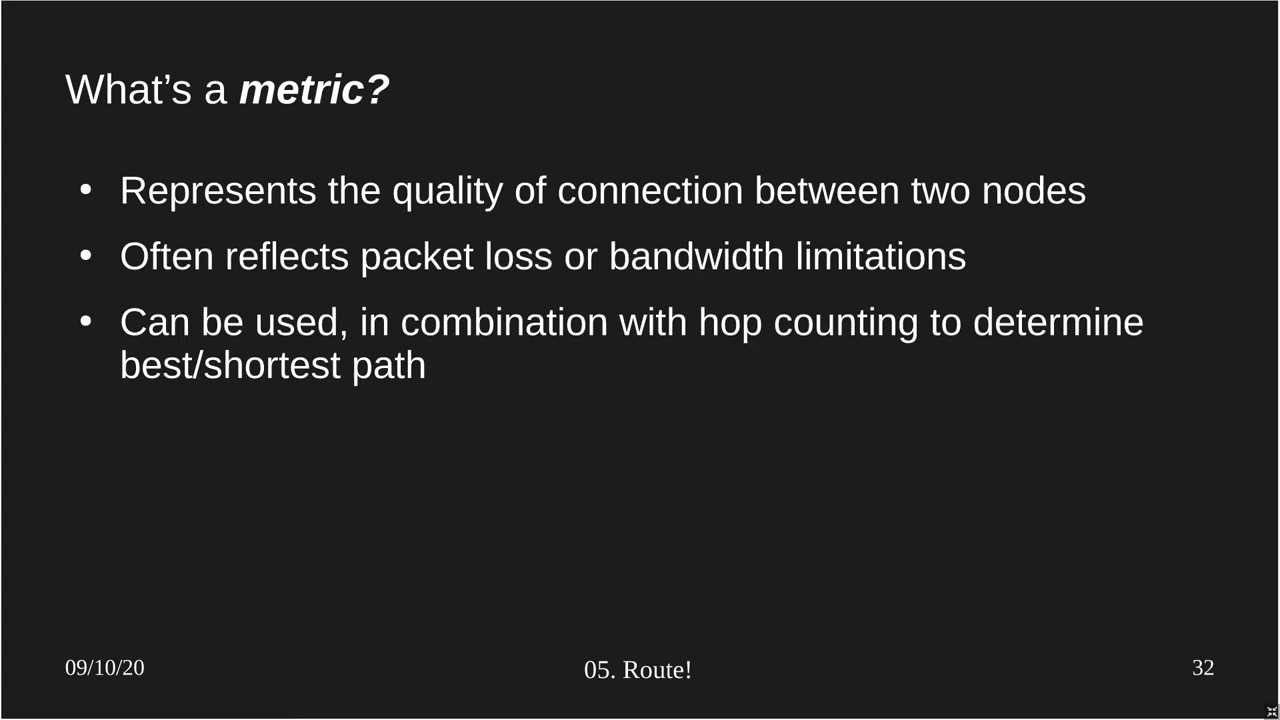 What’s a metric?
• Represents the quality of connection between two nodes
• Often reflects packet loss or bandwidth limitations
• Can be used, in combination with hop counting to determine
best/shortest path
09/10/20
05. Route!
32